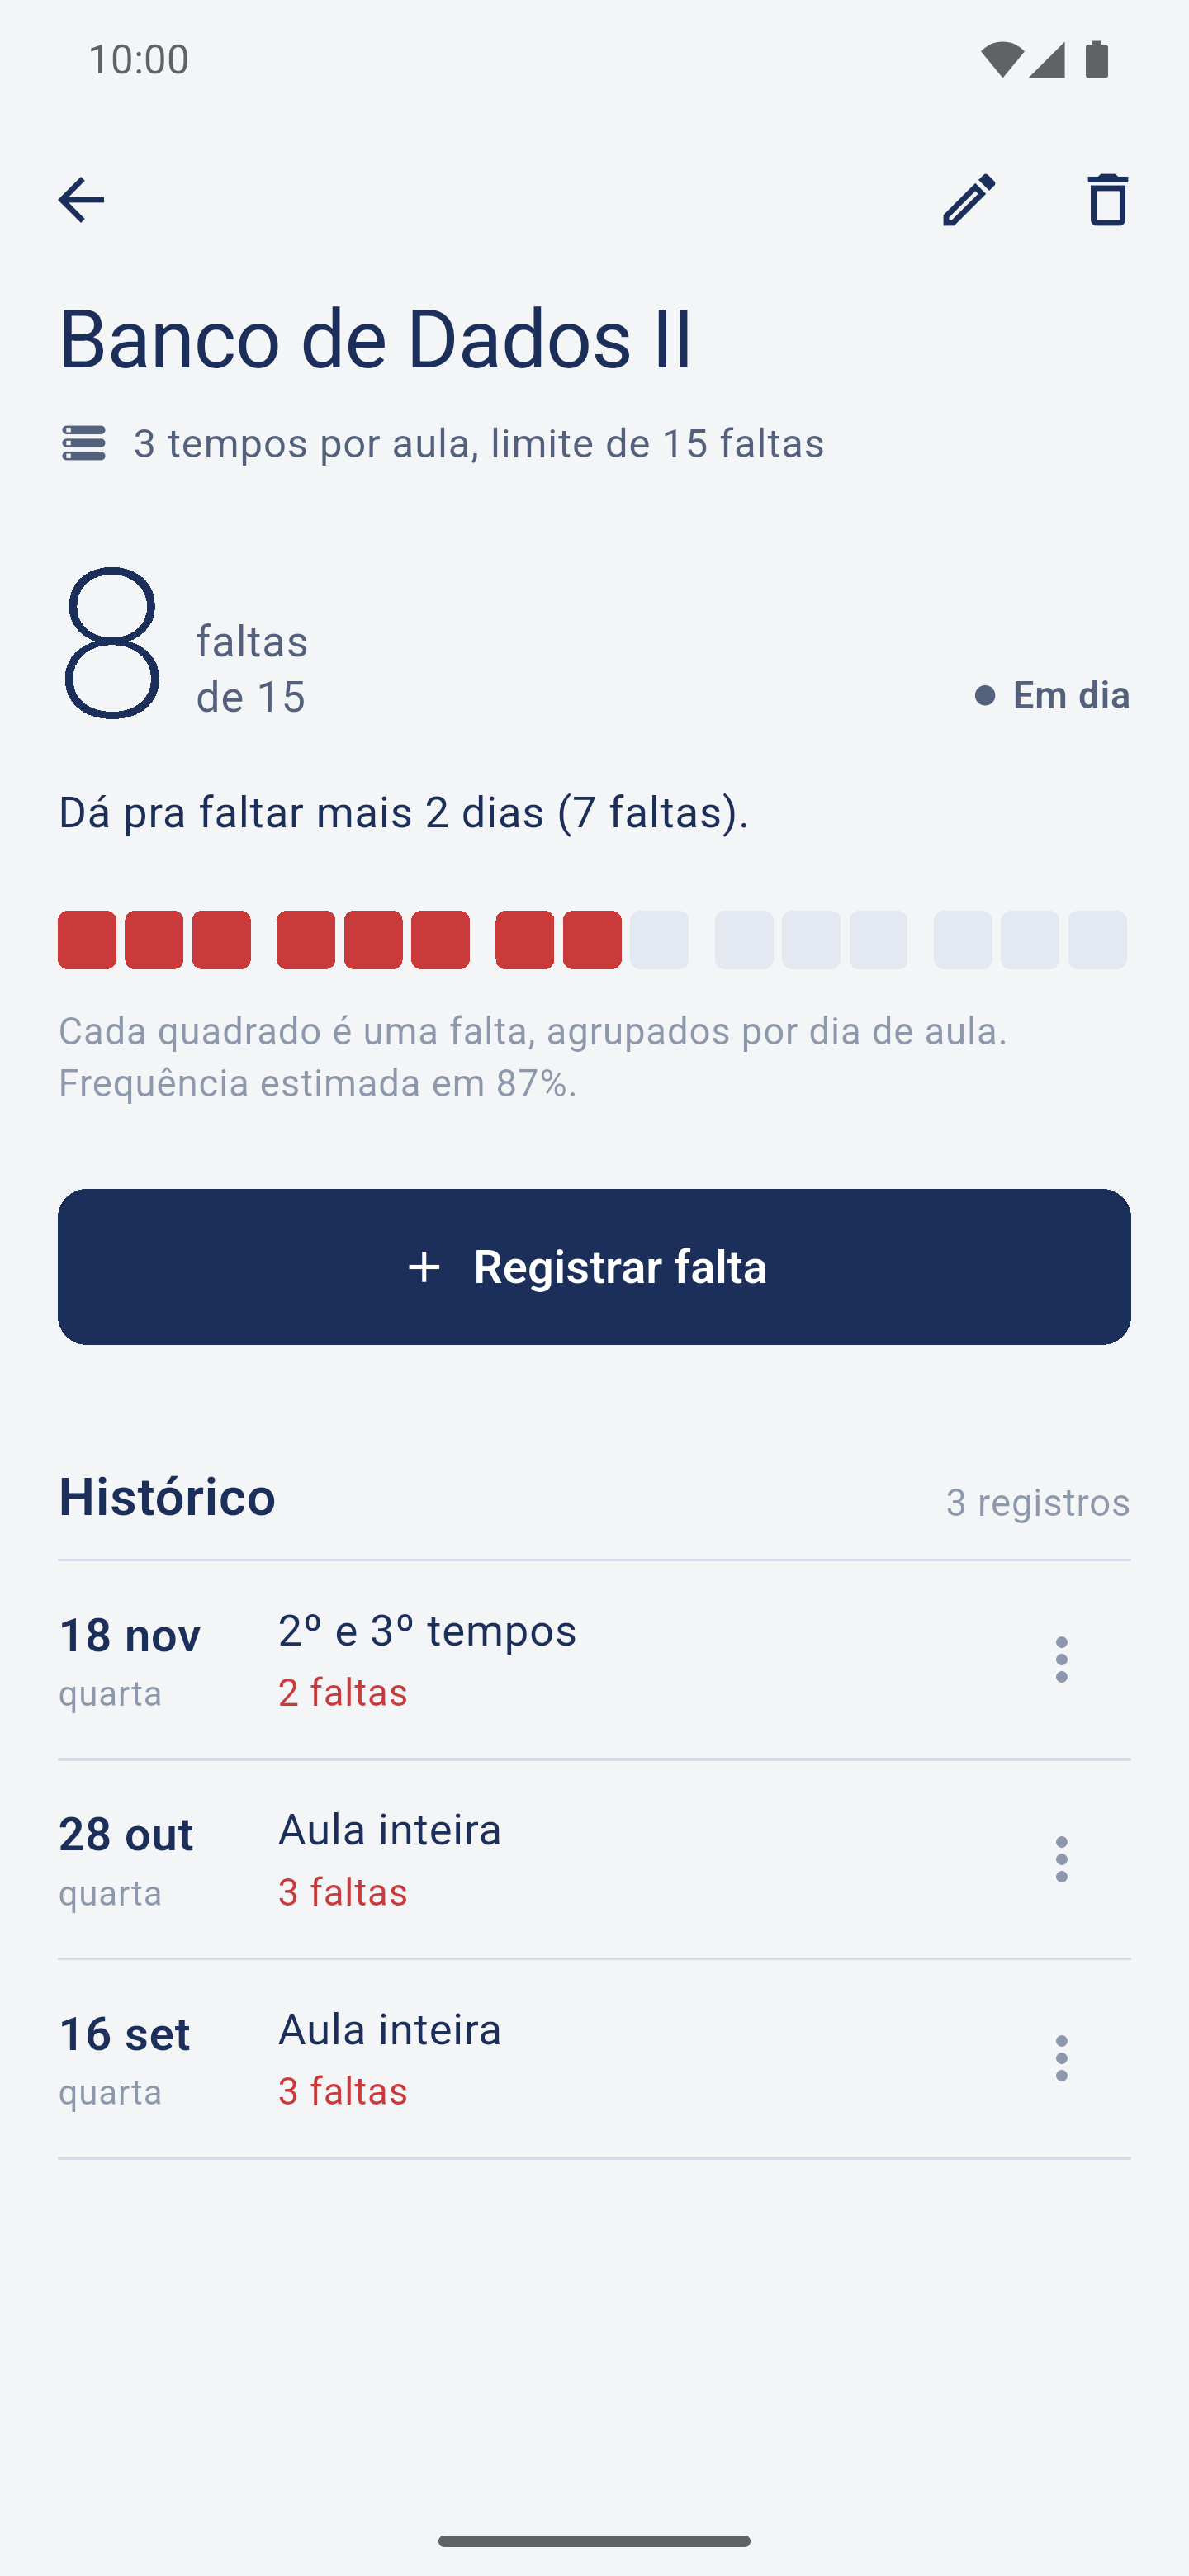 10:00
Banco de Dados II
3 tempos por aula, limite de 15 faltas
8
faltas
de 15
Em dia
Dá pra faltar mais 2 dias (7 faltas).
Cada quadrado é uma falta, agrupados por dia de aula.
Frequência estimada em 87%.
Registrar falta
Histórico
3 registros
18 nov
quarta
2º e 3º tempos
2 faltas
28 out
quarta
Aula inteira
3 faltas
16 set
quarta
Aula inteira
3 faltas